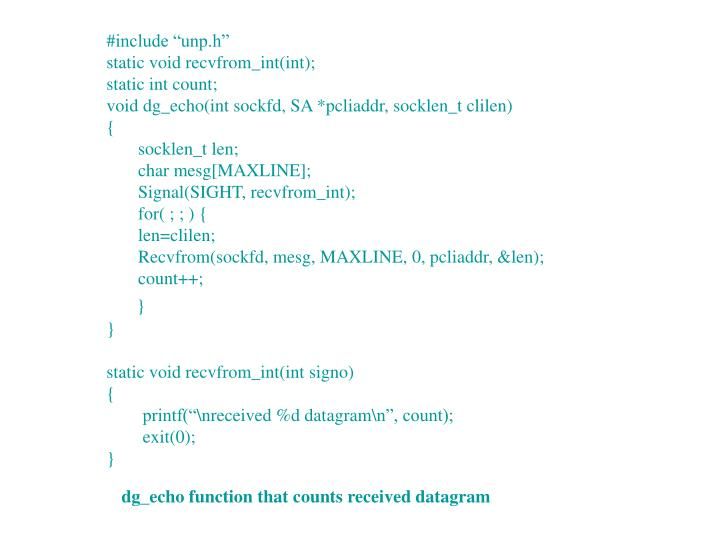 #include “unp.h”
static void recvfrom_int(int);
static int count;
void dg_echo(int sockfd, SA *pcliaddr, socklen_t clilen)
{
socklen_t len;
char mesg[MAXLINE];
Signal(SIGHT, recvfrom_int);
for( ; ; ) {
len=clilen;
Recvfrom(sockfd, mesg, MAXLINE, 0, pcliaddr, &len);
count++;
}
}
static void recvfrom_int(int signo)
{
printf(“\nreceived %d datagram\n”, count);
exit(0);
}
dg_echo function that counts received datagram